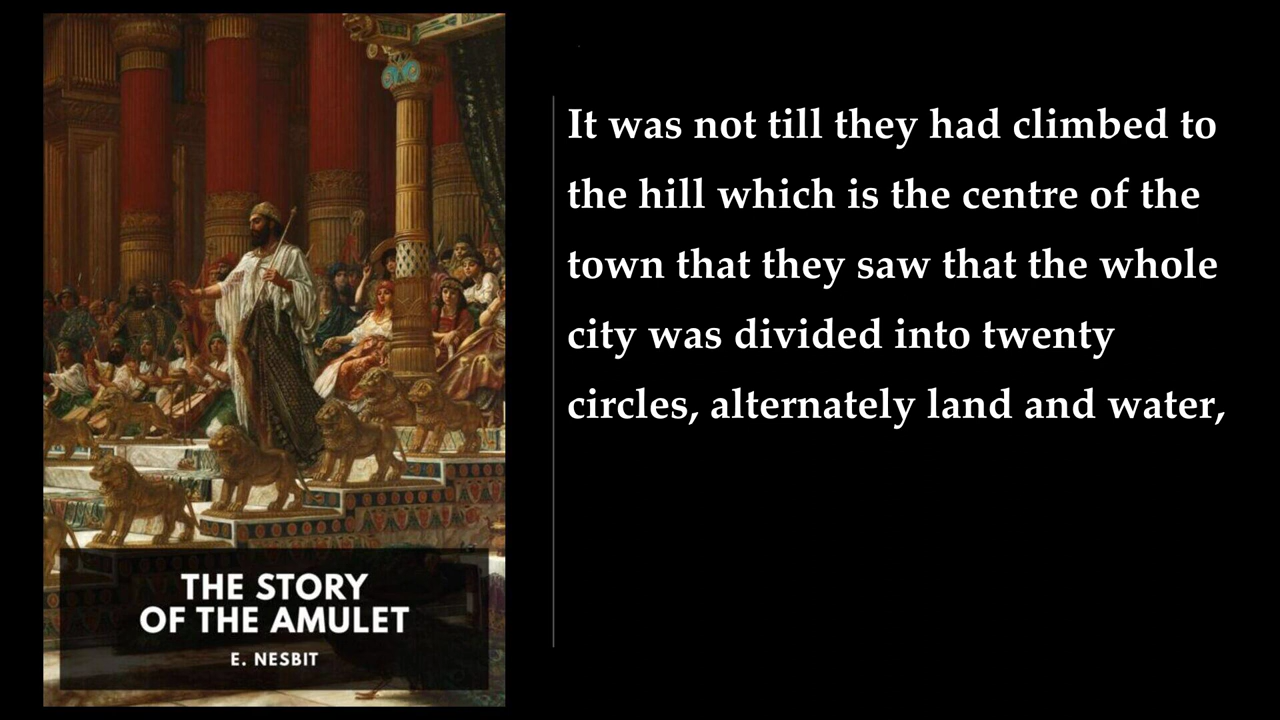 THE STORY
OF THE AMULET
E. NESBIT
It was not till they had climbed to
the hill which is the centre of the
town that they saw that the whole
city was divided into twenty
circles, alternately land and water,